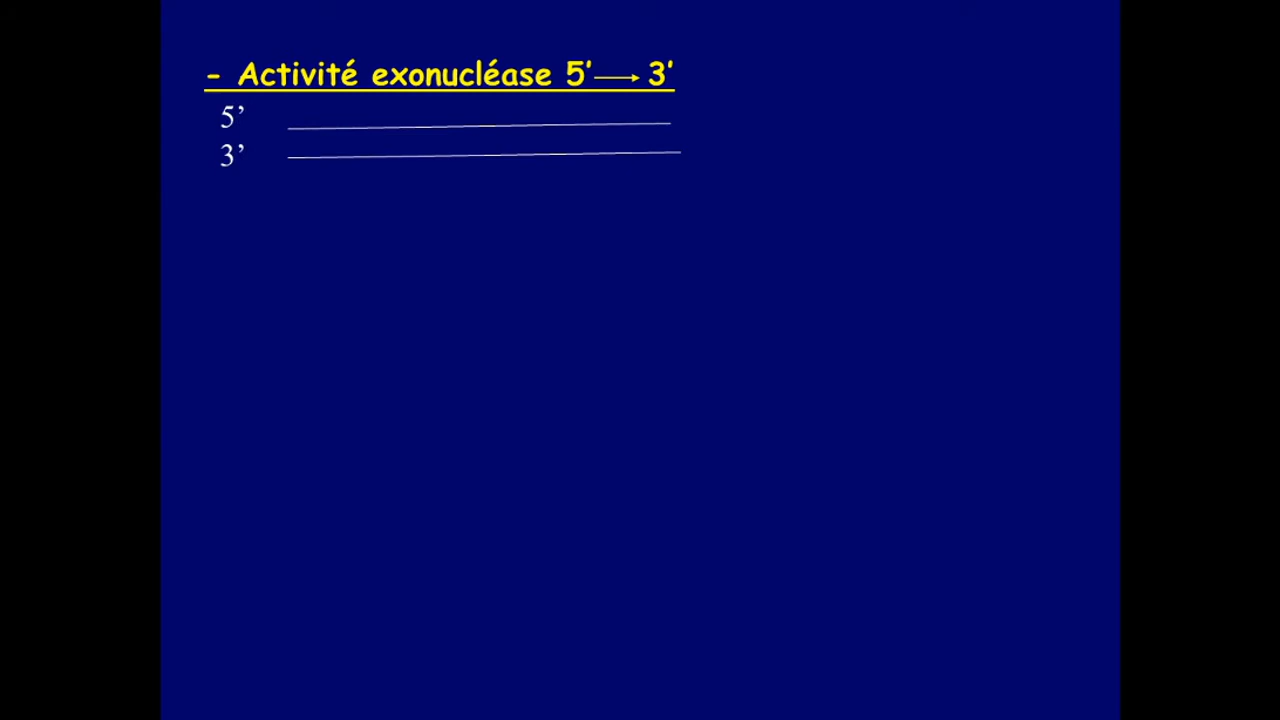 - Activité exonucléase 5’ → 3’
5’
3’